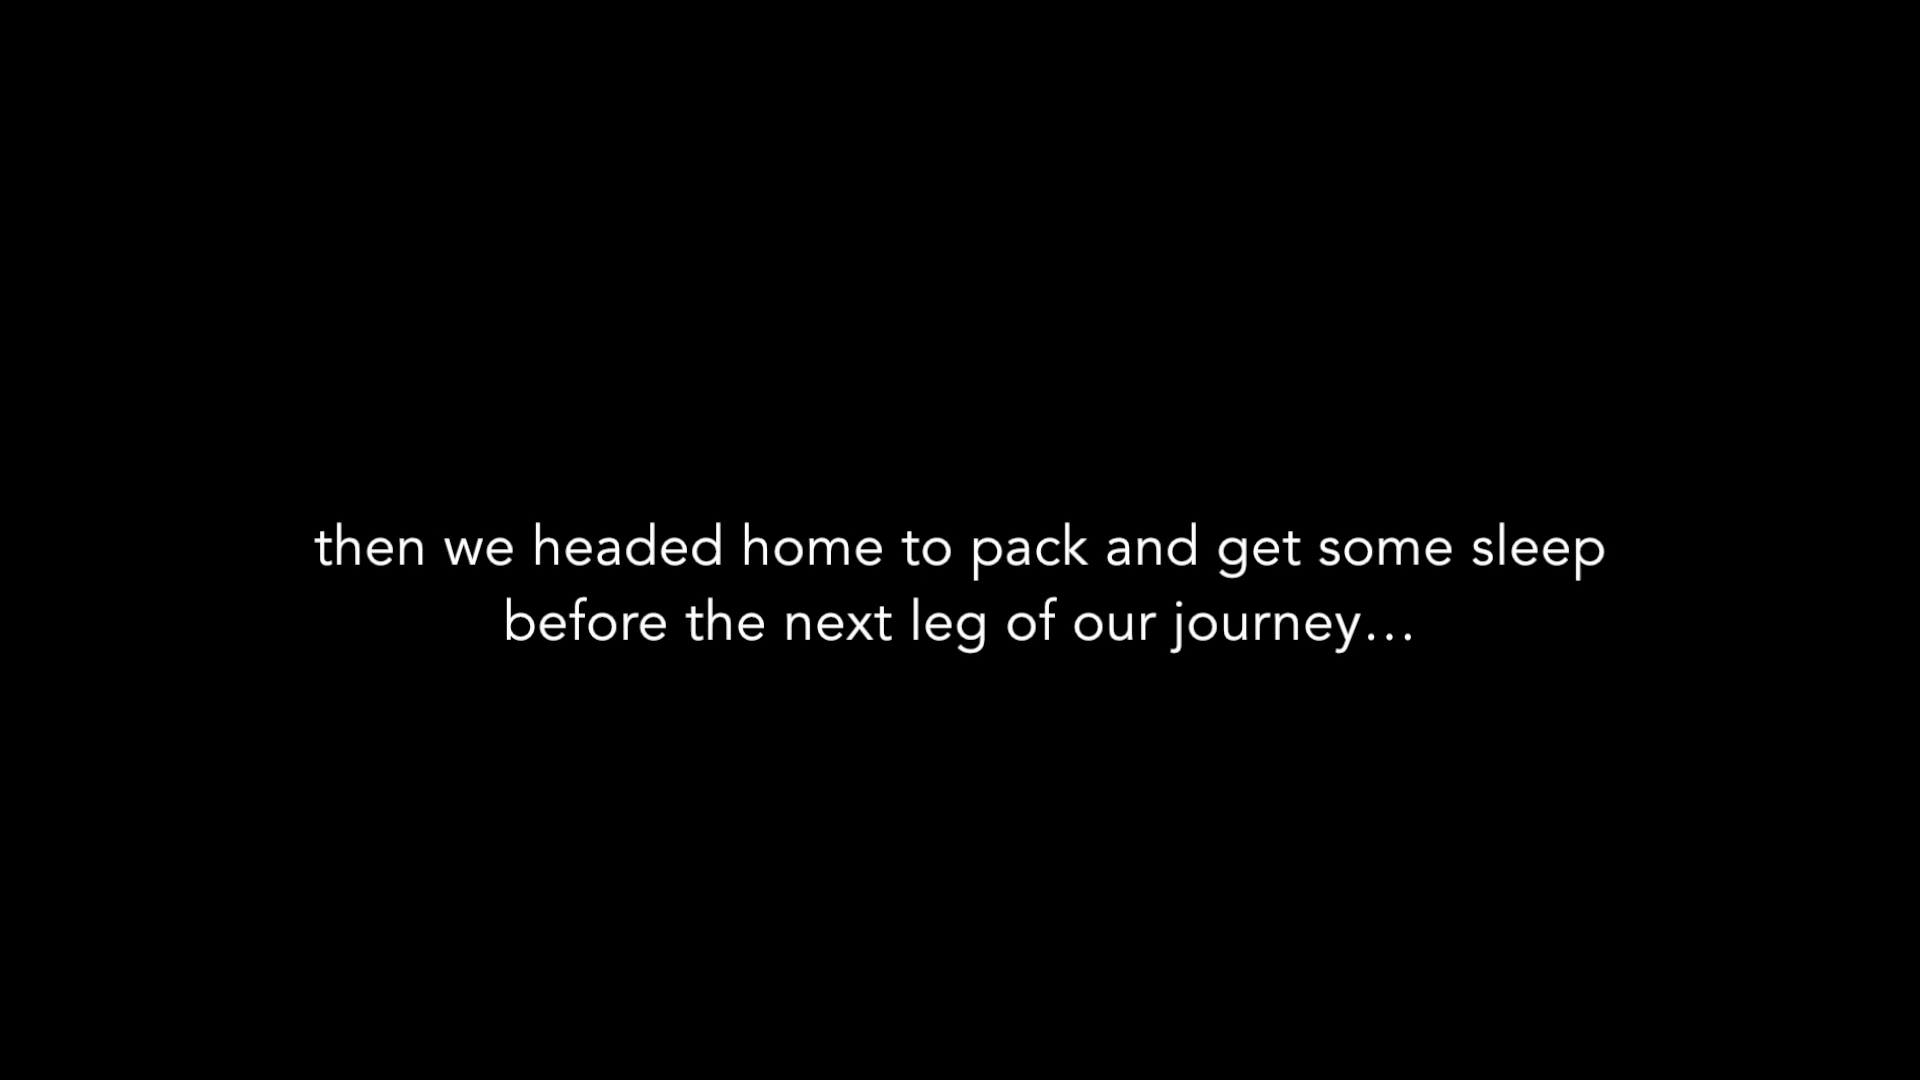 then we headed home to pack and get some sleep
before the next leg of our journey…